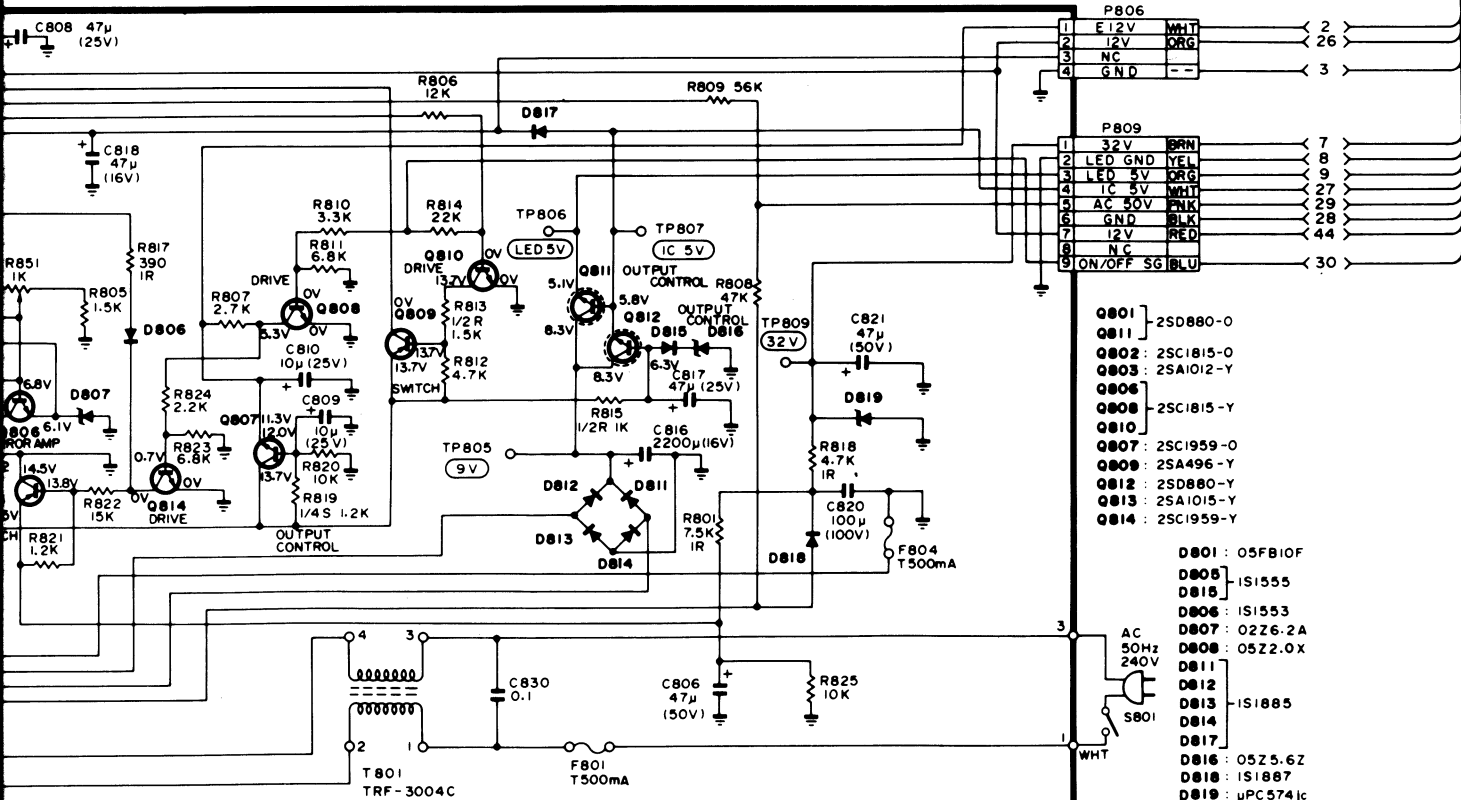 C808 47µ
(25V)
P806
1 E12V WHT 2
2 12V ORG 26
3 NC
4 GND -- 3
R806
12K
R809 56K
D817
P809
1 32V BRN 7
2 LED GND YEL 8
3 LED 5V ORG 9
4 IC 5V WHT 27
5 AC 50V PNK 29
6 GND BLK 28
7 12V RED 44
8 NC
9 ON/OFF SG BLU 30
C818
47µ
(16V)
R810
3.3K
R814
22K
TP806
LED 5V
TP807
IC 5V
R817
390
1R
R811
6.8K
Q810
DRIVE
13.7V
0V
0V
R851
1K
R805
1.5K
DRIVE
0V
Q808
0V
5.3V
R807
2.7K
0V
Q809
13.7V
13.7V
SWITCH
R813
1/2R
1.5K
R812
4.7K
5.1V
Q811
OUTPUT
CONTROL
8.3V
5.8V
Q812
OUTPUT
CONTROL
D815
D816
6.3V
8.3V
R808
47K
TP809
32V
C821
47µ
(50V)
D819
D806
C810
10µ(25V)
C817
47µ(25V)
6.8V
D807
6.1V
R824
2.2K
Q807
11.3V
12.0V
13.7V
C809
10µ
(25V)
R815
1/2R 1K
C816
2200µ(16V)
TP805
9V
R818
4.7K
1R
ROR AMP
14.5V
13.8V
0.7V
R823
6.8K
0V
0V
Q814
DRIVE
R822
15K
R820
10K
R819
1/4S 1.2K
OUTPUT
CONTROL
R821
1.2K
D812
D811
D813
D814
R801
7.5K
1R
C820
100µ
(100V)
D818
F804
T500mA
4
3
2
1
T801
TRF-3004C
C830
0.1
F801
T500mA
C806
47µ
(50V)
R825
10K
3
AC
50Hz
240V
S801
1
WHT
Q801
Q811
2SD880-O
Q802: 2SC1815-O
Q803: 2SA1012-Y
Q806
Q808
Q810
2SC1815-Y
Q807: 2SC1959-O
Q809: 2SA496-Y
Q812: 2SD880-Y
Q813: 2SA1015-Y
Q814: 2SC1959-Y
D801: 05FB10F
D805
D815
1S1555
D806: 1S1553
D807: 02Z6.2A
D808: 05Z2.0X
D811
D812
D813
D814
D817
1S1885
D816: 05Z5.6Z
D818: 1S1887
D819: µPC574jc